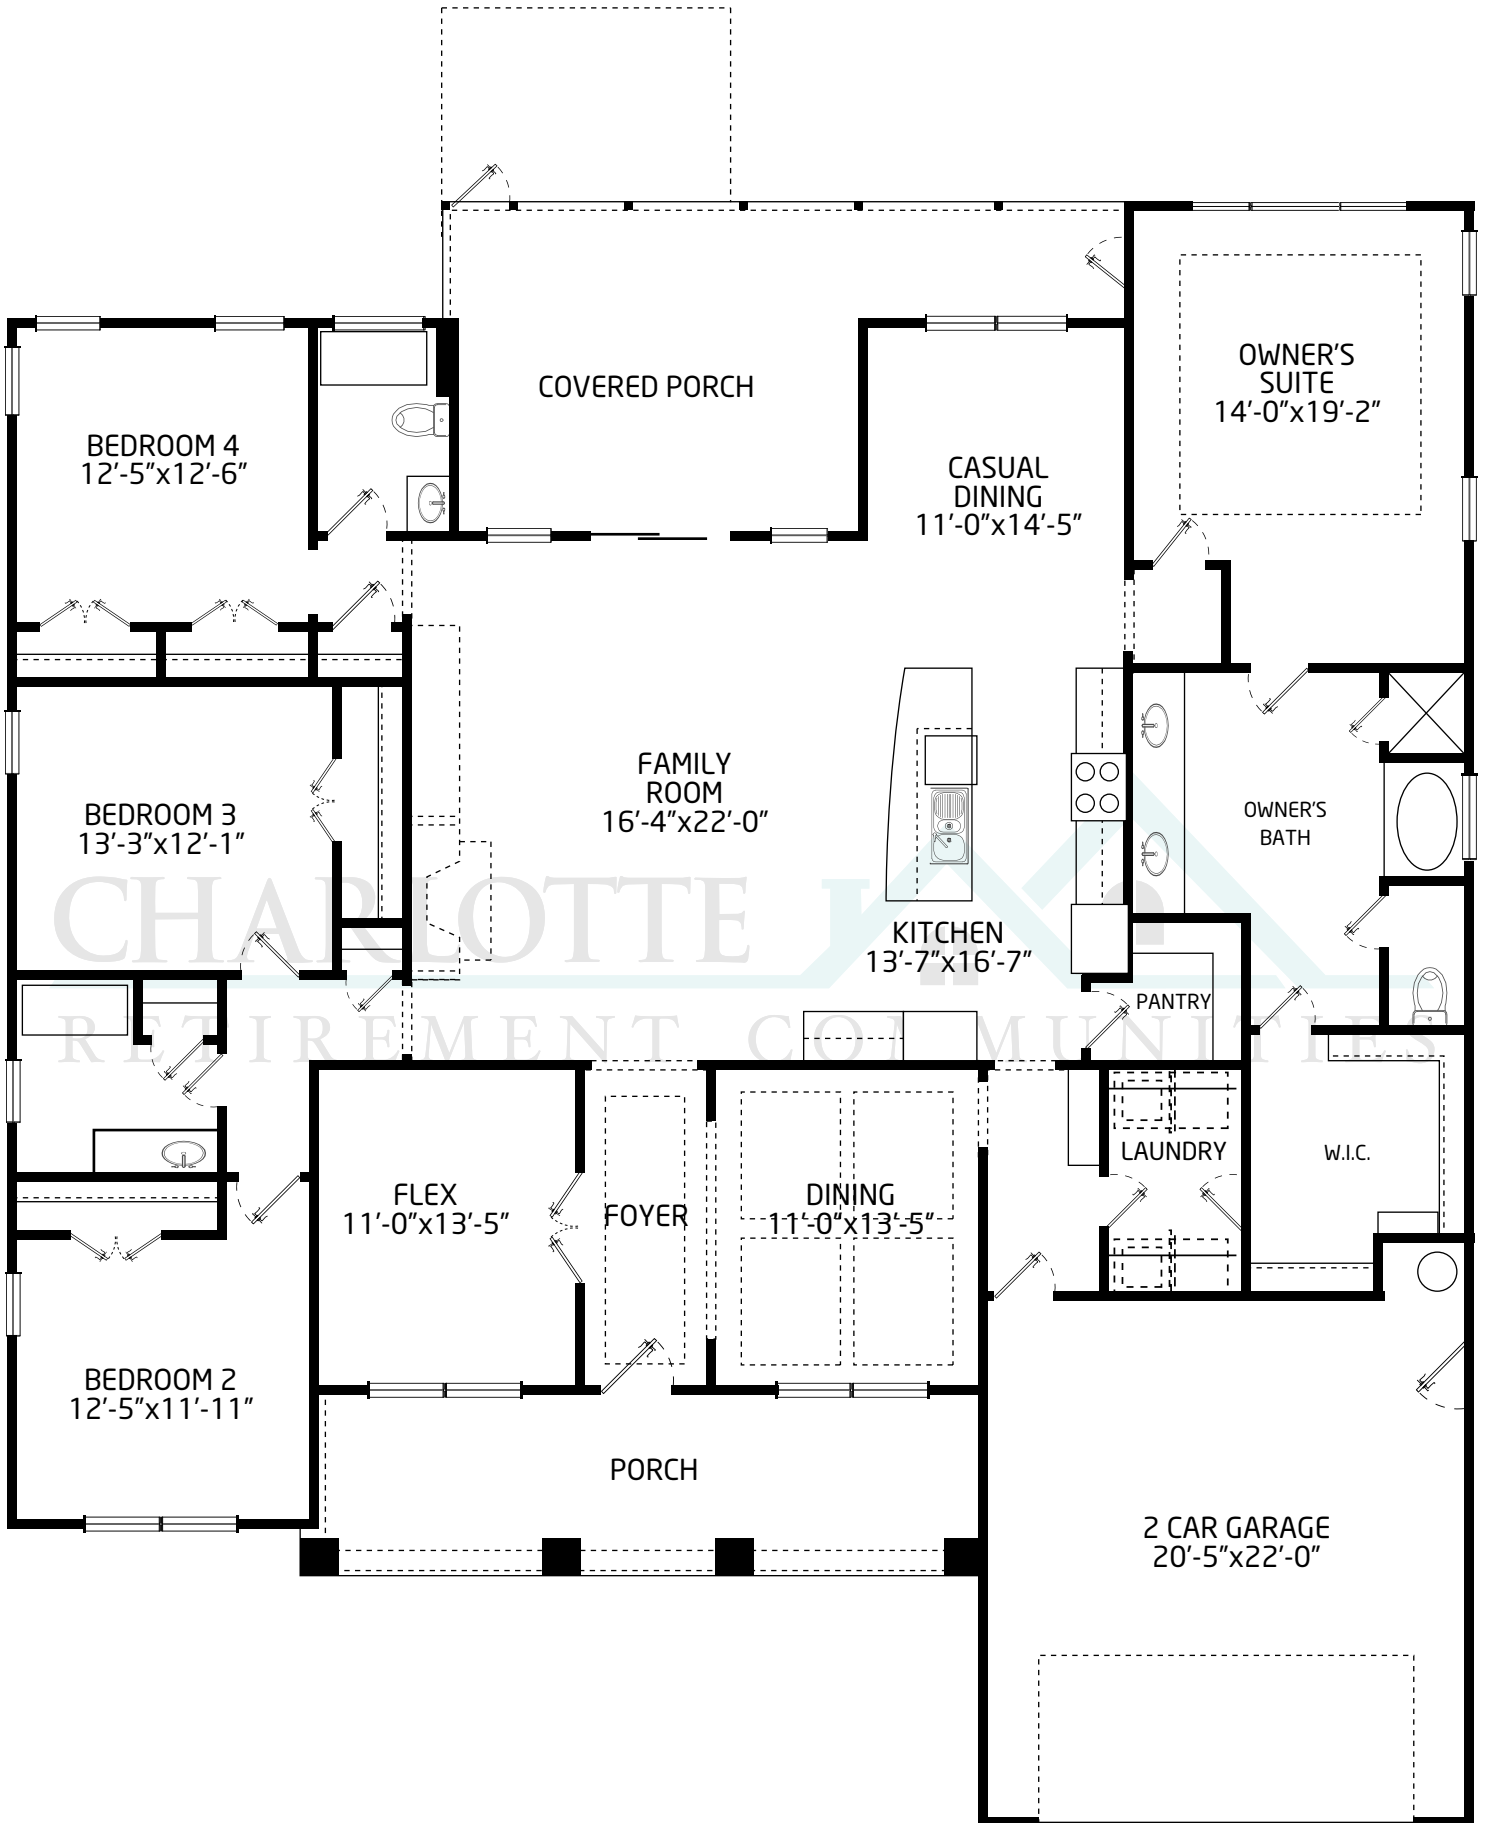 COVERED PORCH
OWNER'S
SUITE
14'-0"x19'-2"
BEDROOM 4
12'-5"x12'-6"
CASUAL
DINING
11'-0"x14'-5"
FAMILY
ROOM
16'-4"x22'-0"
BEDROOM 3
13'-3"x12'-1"
OWNER'S
BATH
CHARLOTTE
RETIREMENT COMMUNITIES
KITCHEN
13'-7"x16'-7"
PANTRY
LAUNDRY
W.I.C.
FLEX
11'-0"x13'-5"
FOYER
DINING
11'-0"x13'-5"
BEDROOM 2
12'-5"x11'-11"
PORCH
2 CAR GARAGE
20'-5"x22'-0"